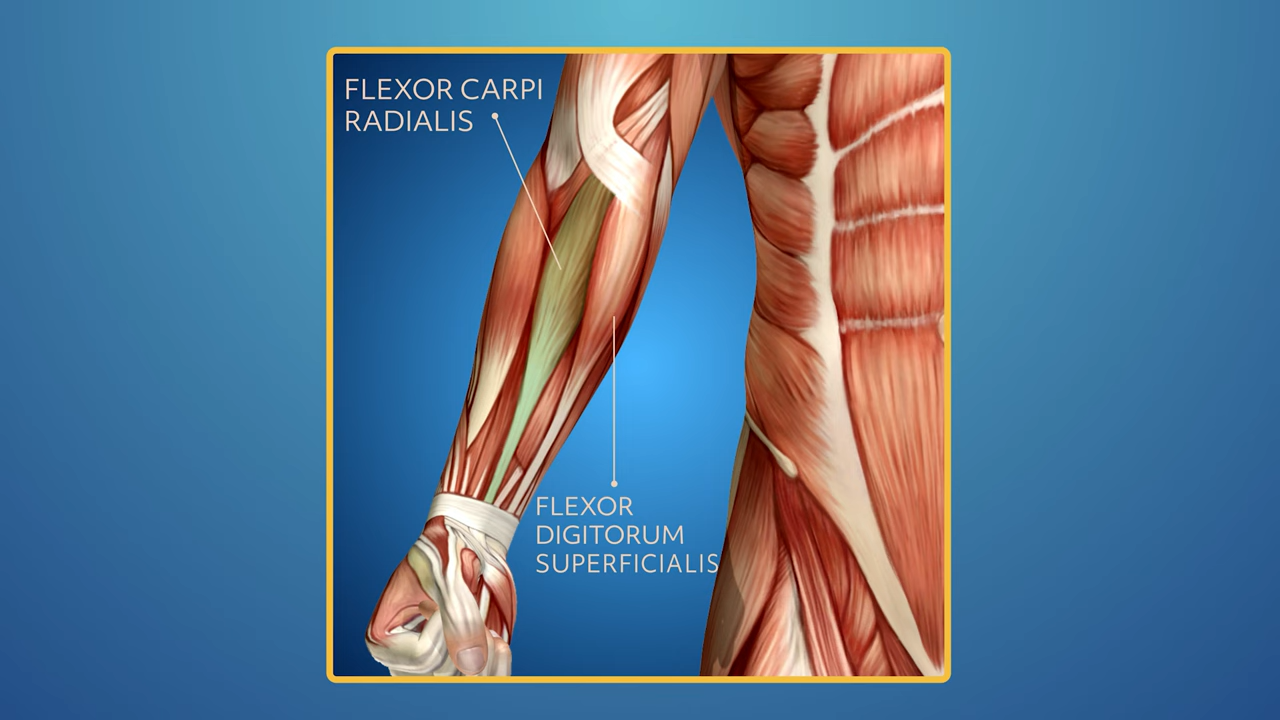 FLEXOR CARPI
RADIALIS
FLEXOR
DIGITORUM
SUPERFICIALIS